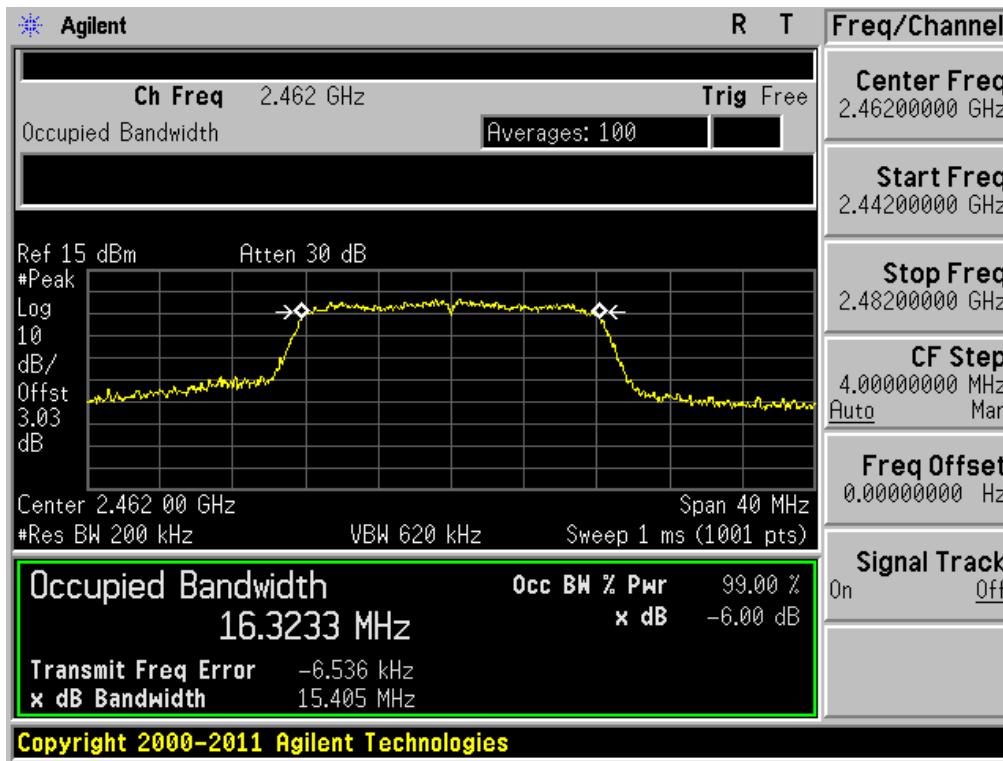 Agilent R T
Freq/Channel
Ch Freq 2.462 GHz Trig Free
Occupied Bandwidth Averages: 100
Center Freq
2.46200000 GHz
Start Freq
2.44200000 GHz
Stop Freq
2.48200000 GHz
CF Step
4.00000000 MHz
Auto Man
Freq Offset
0.00000000 Hz
Signal Track
On Off
Ref 15 dBm Atten 30 dB
#Peak
Log
10
dB/
Offst
3.03
dB
Center 2.462 00 GHz Span 40 MHz
#Res BW 200 kHz VBW 620 kHz Sweep 1 ms (1001 pts)
Occupied Bandwidth
16.3233 MHz
Occ BW % Pwr 99.00 %
x dB -6.00 dB
Transmit Freq Error -6.536 kHz
x dB Bandwidth 15.405 MHz
Copyright 2000-2011 Agilent Technologies